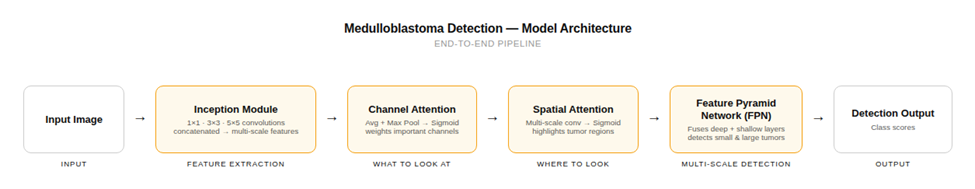 Medulloblastoma Detection — Model Architecture
END-TO-END PIPELINE
Input Image
→
Inception Module
1×1 · 3×3 · 5×5 convolutions
concatenated → multi-scale features
→
Channel Attention
Avg + Max Pool → Sigmoid
weights important channels
→
Spatial Attention
Multi-scale conv → Sigmoid
highlights tumor regions
→
Feature Pyramid
Network (FPN)
Fuses deep + shallow layers
detects small & large tumors
→
Detection Output
Class scores
INPUT
FEATURE EXTRACTION
WHAT TO LOOK AT
WHERE TO LOOK
MULTI-SCALE DETECTION
OUTPUT